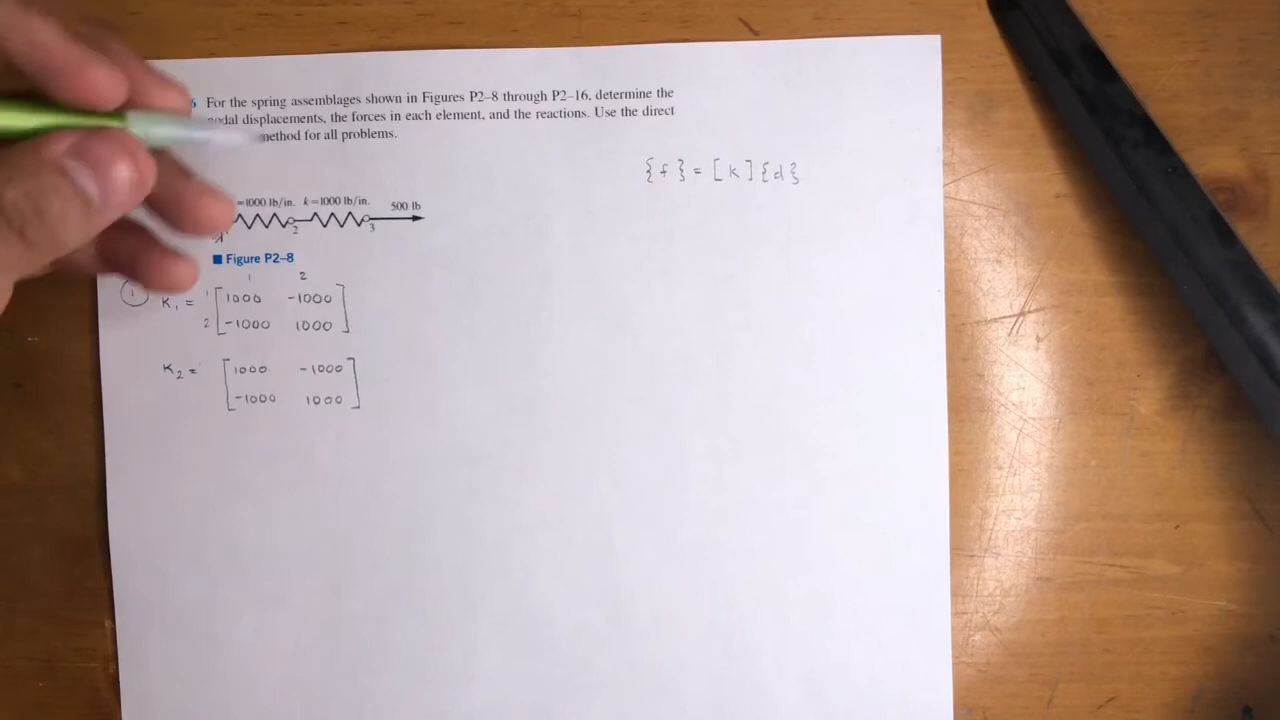 6 For the spring assemblages shown in Figures P2–8 through P2–16, determine the
displacements, the forces in each element, and the reactions. Use the direct
method for all problems.
{f} = [k]{d}
=1000 lb/in. k=1000 lb/in. 500 lb
2 3
■ Figure P2–8
1 2
1 K₁ = 1 [1000 -1000
2 -1000 1000]
K₂ = [1000 -1000
-1000 1000]